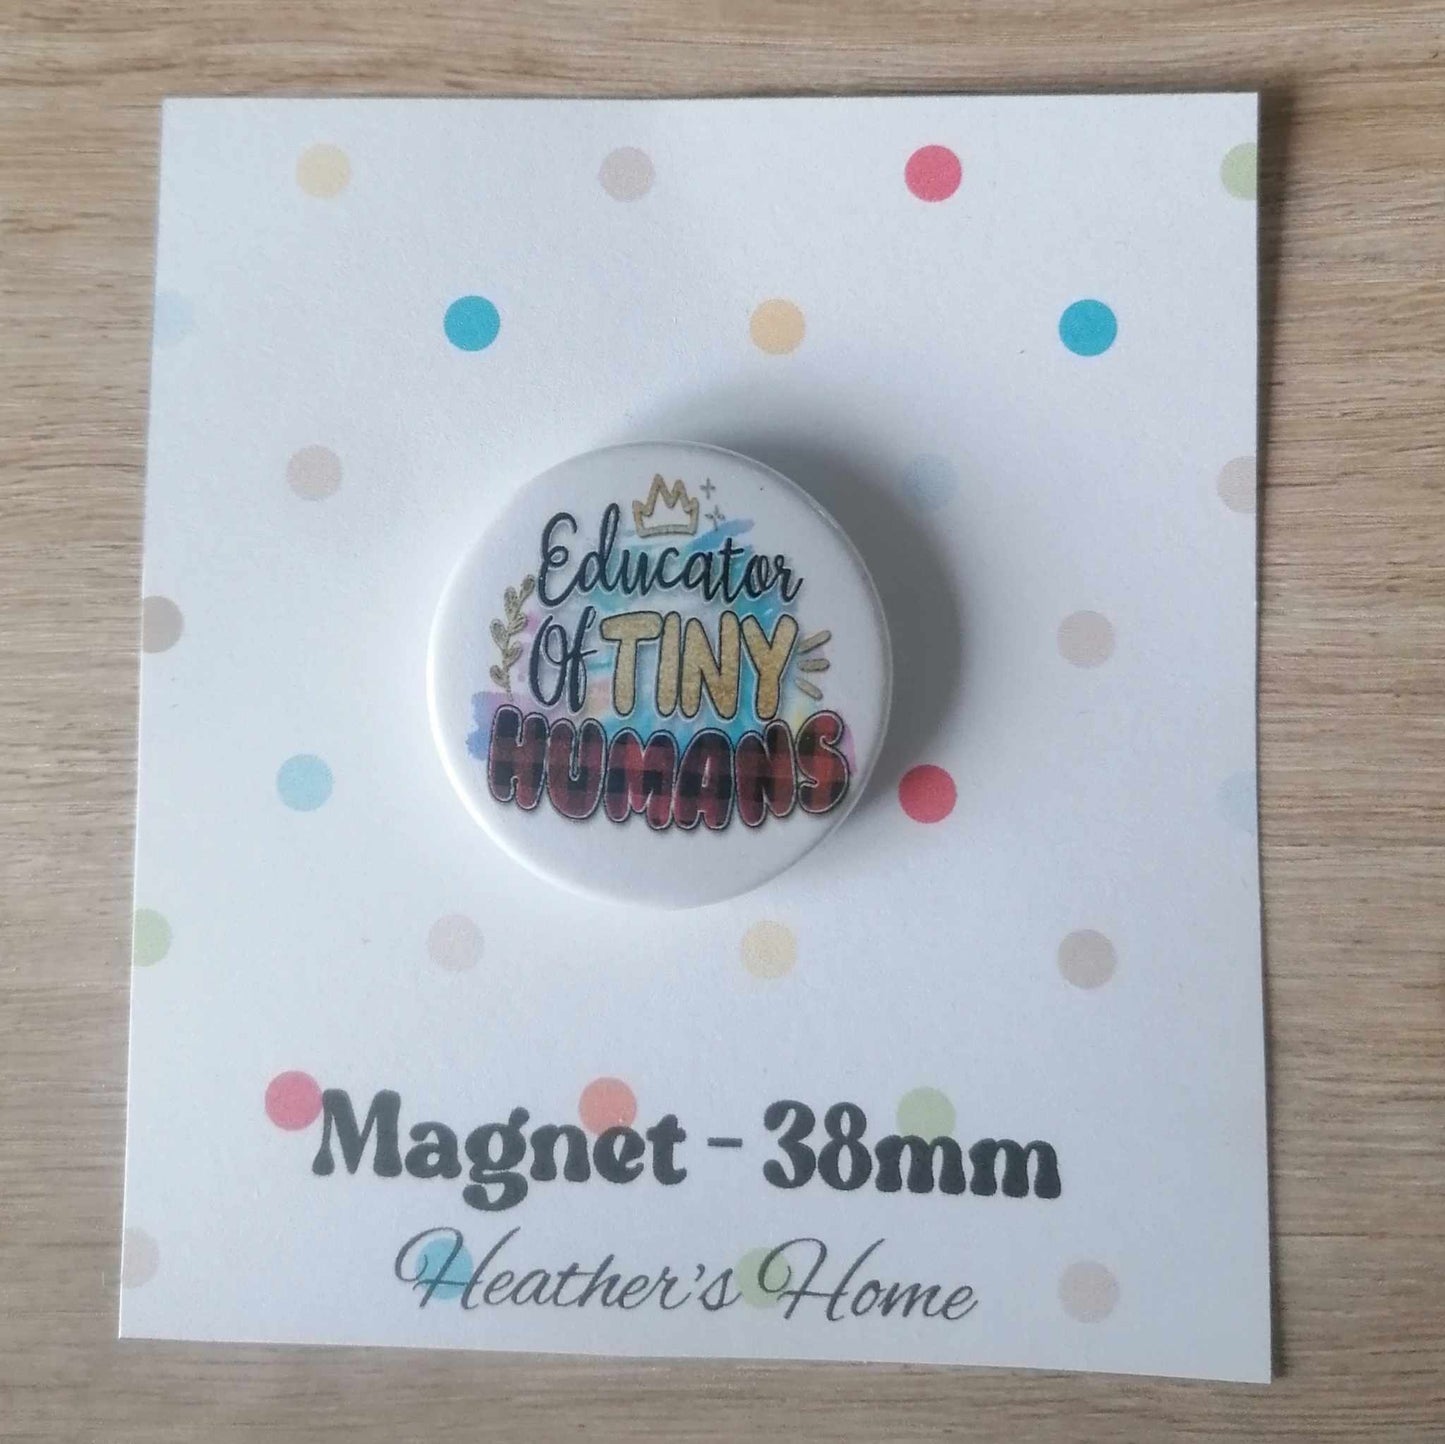 Educator
Of TINY
HUMANS
Magnet - 38mm
Heather's Home